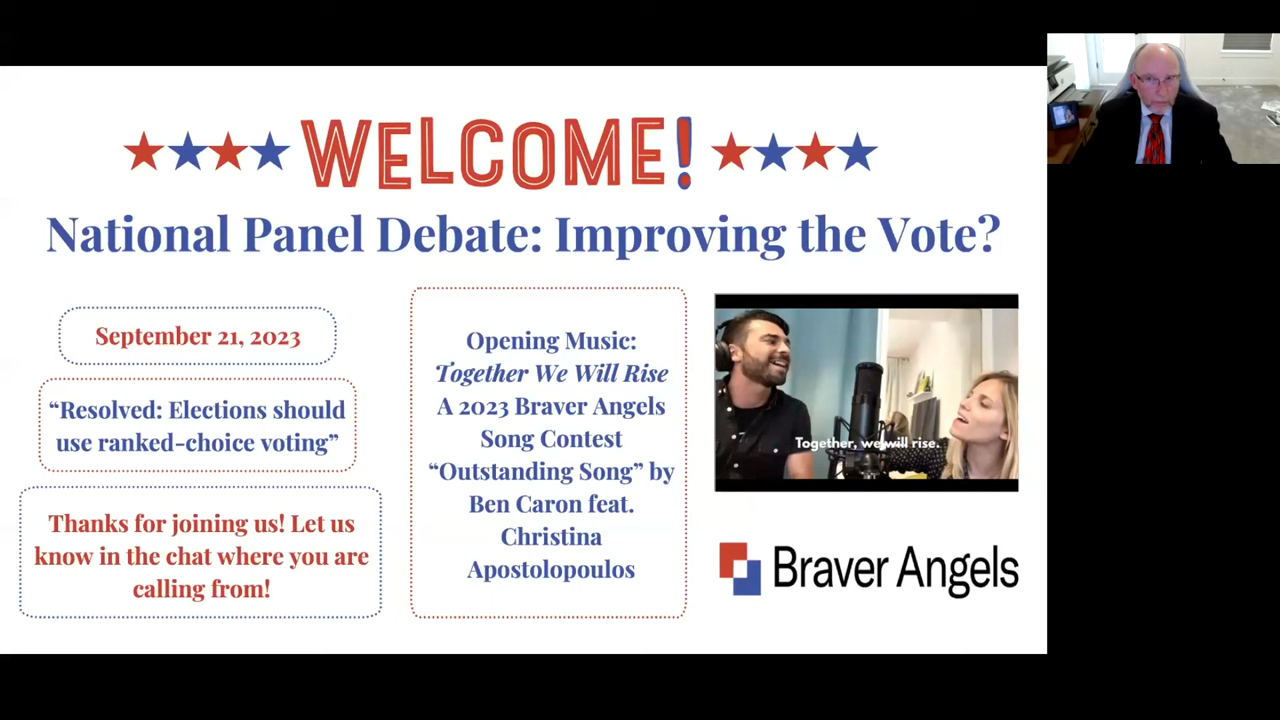 WELCOME!
National Panel Debate: Improving the Vote?
September 21, 2023
“Resolved: Elections should
use ranked-choice voting”
Thanks for joining us! Let us
know in the chat where you are
calling from!
Opening Music:
Together We Will Rise
A 2023 Braver Angels
Song Contest
“Outstanding Song” by
Ben Caron feat.
Christina
Apostolopoulos
Together, we will rise.
Braver Angels